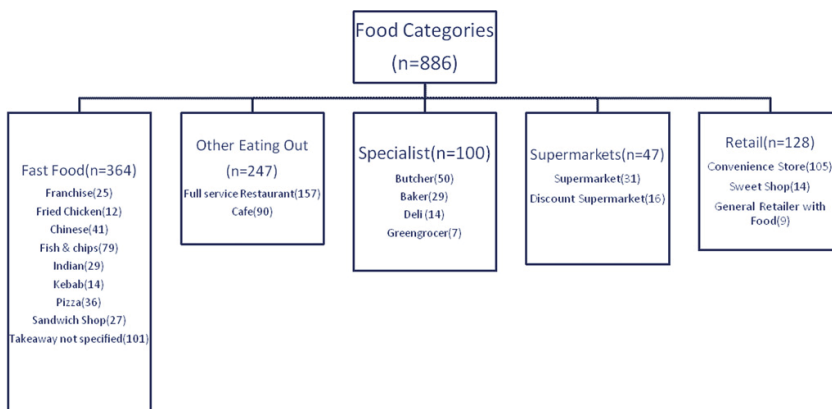 Food Categories
(n=886)
Fast Food(n=364)
Franchise(25)
Fried Chicken(12)
Chinese(41)
Fish & chips(79)
Indian(29)
Kebab(14)
Pizza(36)
Sandwich Shop(27)
Takeaway not specified(101)
Other Eating Out
(n=247)
Full service Restaurant(157)
Cafe(90)
Specialist(n=100)
Butcher(50)
Baker(29)
Deli (14)
Greengrocer(7)
Supermarkets(n=47)
Supermarket(31)
Discount Supermarket(16)
Retail(n=128)
Convenience Store(105)
Sweet Shop(14)
General Retailer with
Food(9)